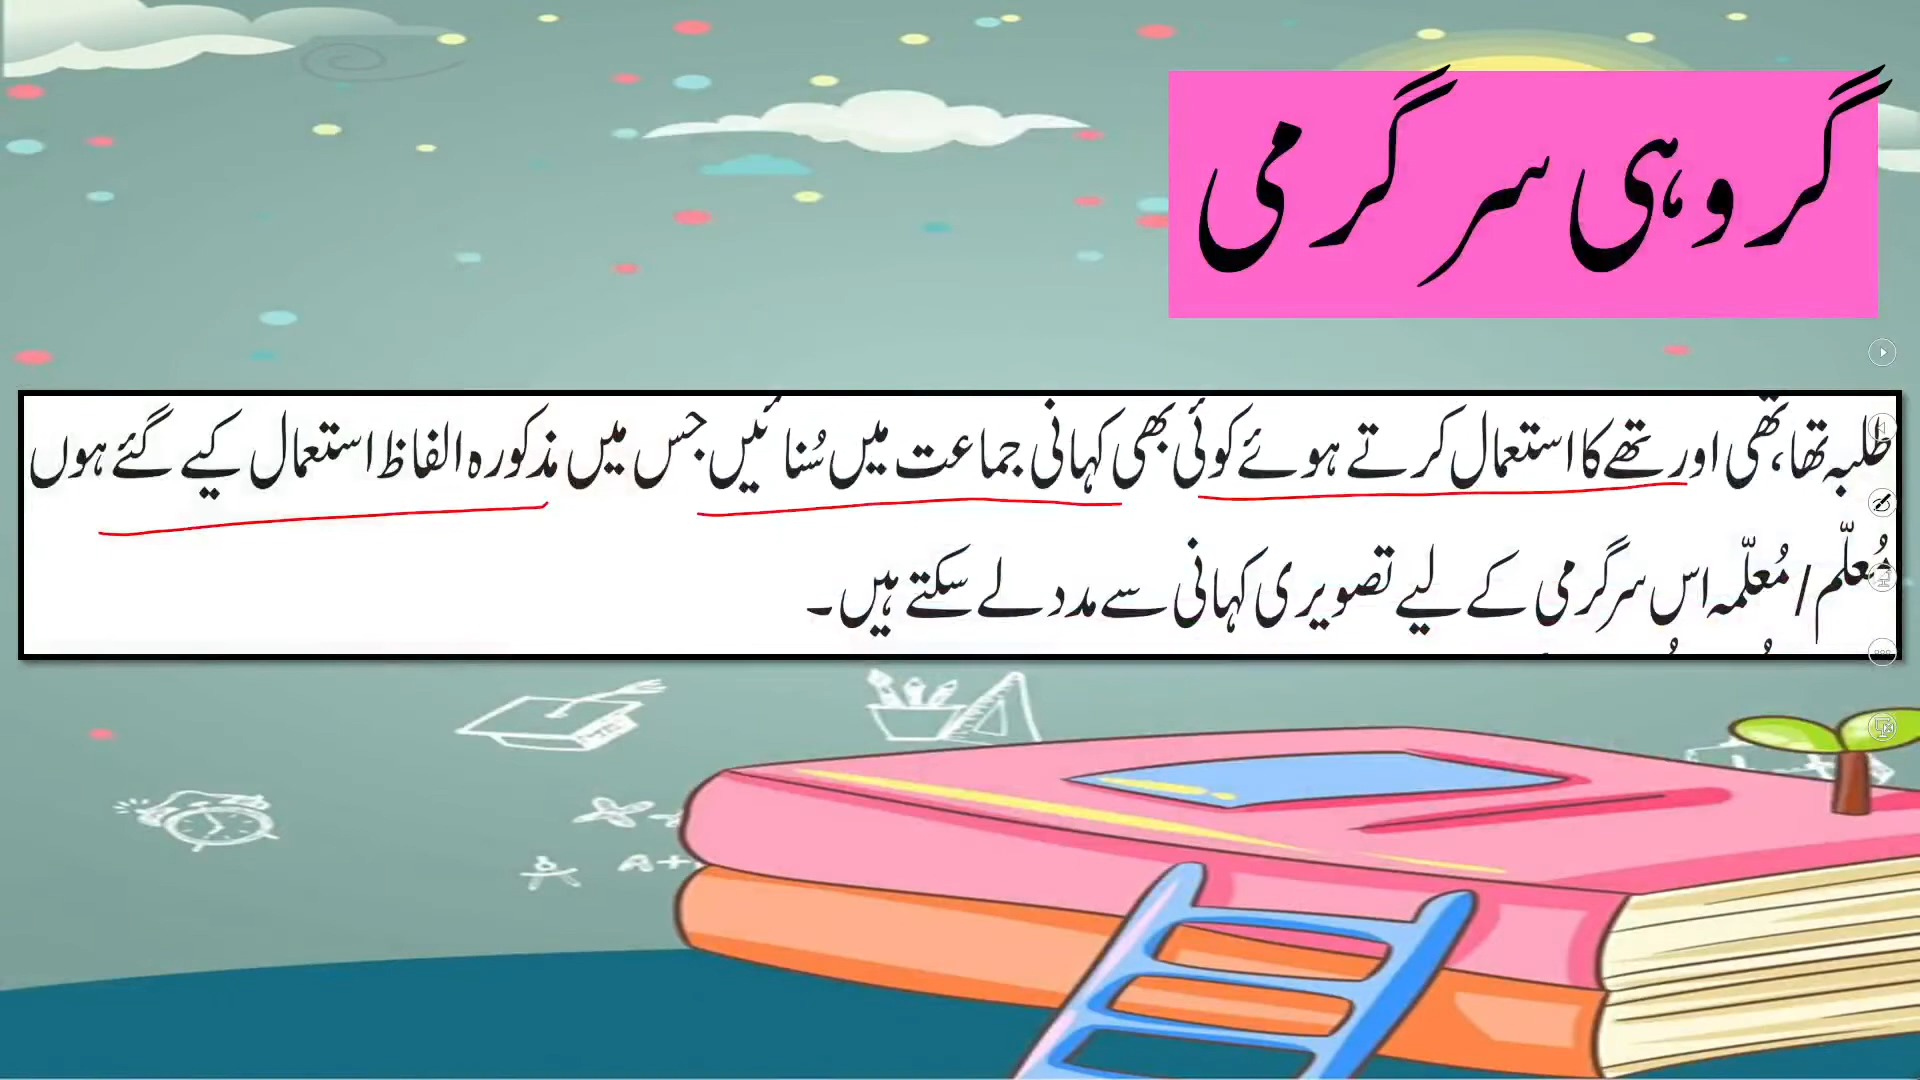 گروہی سرگرمی
طلبہ تھا، تھی اور تھے کا استعمال کرتے ہوئے کوئی بھی کہانی جماعت میں سُنائیں جس میں مذکورہ الفاظ استعمال کیے گئے ہوں
مُعلّم / مُعلّمہ اس سرگرمی کے لیے تصویری کہانی سے مدد لے سکتے ہیں۔
A+